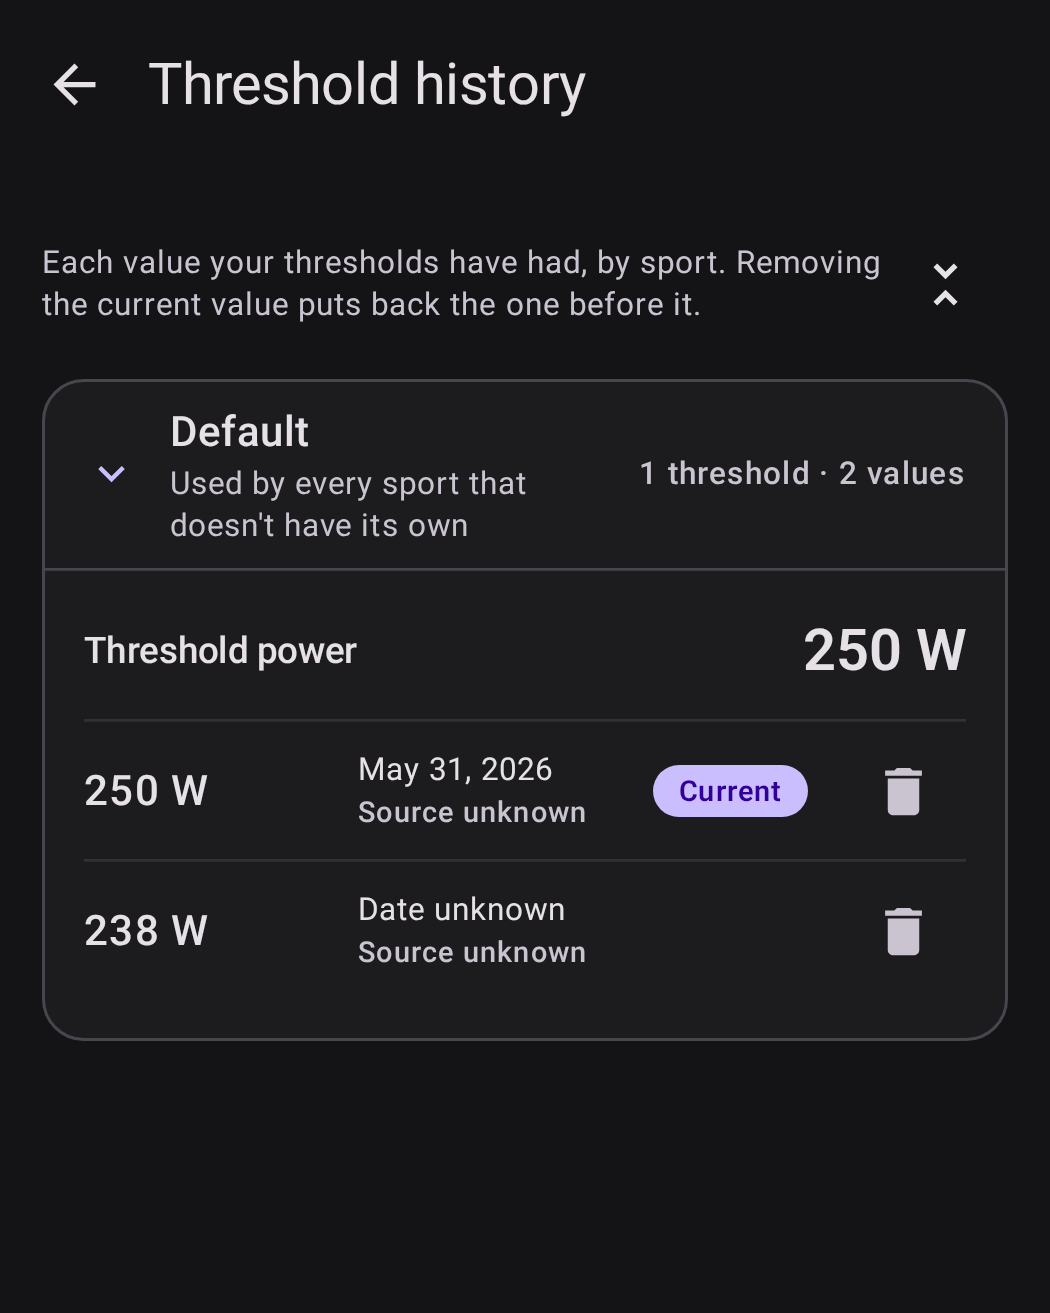 Threshold history
Each value your thresholds have had, by sport. Removing
the current value puts back the one before it.
Default
Used by every sport that
doesn't have its own
1 threshold · 2 values
Threshold power
250 W
250 W
May 31, 2026
Source unknown
Current
238 W
Date unknown
Source unknown